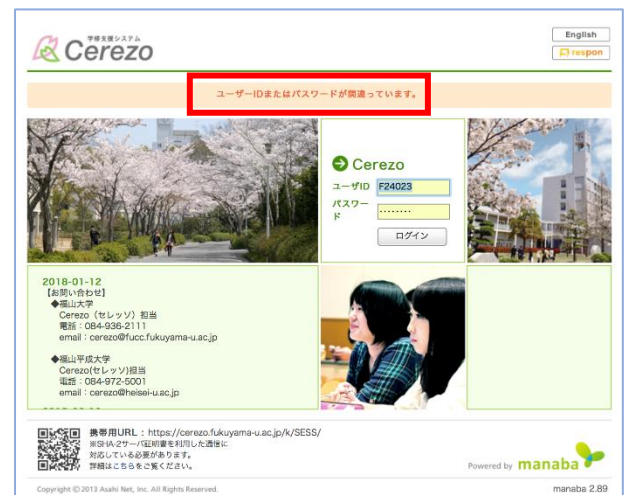 学修支援システム
Cerezo
English
respon
ユーザーIDまたはパスワードが間違っています。
Cerezo
ユーザID
F24023
パスワー
ド
........
ログイン
2018-01-12
【お問い合わせ】
◆福山大学
Cerezo（セレッソ）担当
電話：084-936-2111
email：cerezo@fucc.fukuyama-u.ac.jp
◆福山平成大学
Cerezo(セレッソ)担当
電話：084-972-5001
email：cerezo@heisei-u.ac.jp
携帯用URL：https://cerezo.fukuyama-u.ac.jp/k/SESS/
※SHA-2サーバ証明書を利用した通信に
対応している必要があります。
詳細はこちらをご覧ください。
Powered by manaba
Copyright © 2013 Asahi Net, Inc. All Rights Reserved.
manaba 2.89